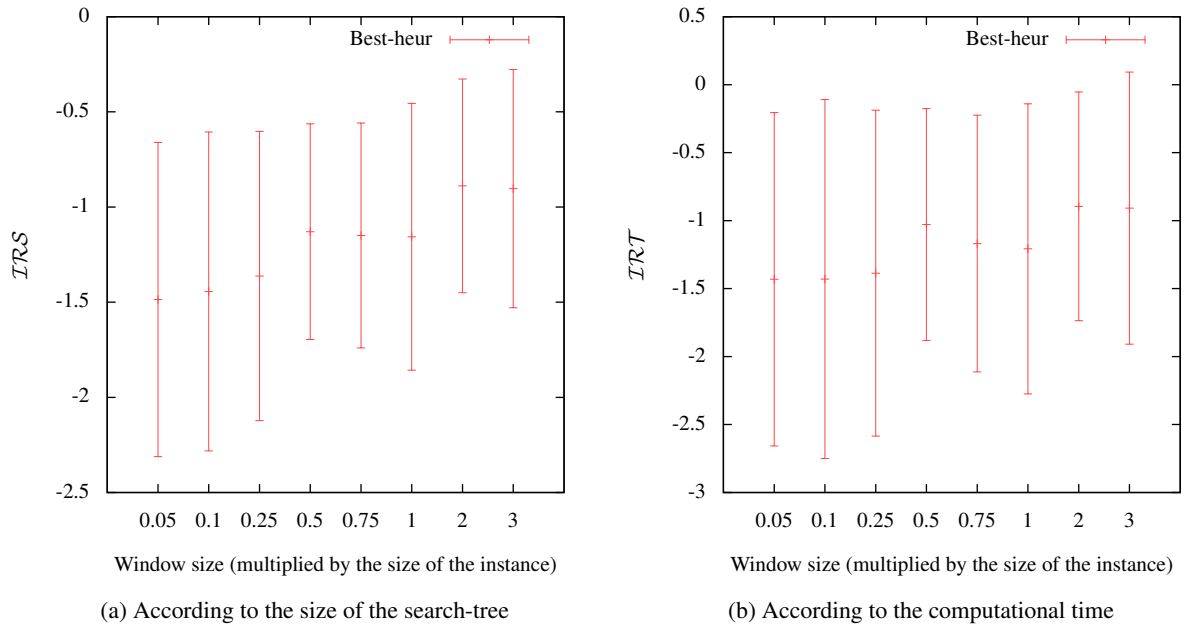 0
-0.5
-1
-1.5
-2
-2.5
IRS
Best-heur
0.05 0.1 0.25 0.5 0.75 1 2 3
Window size (multiplied by the size of the instance)
(a) According to the size of the search-tree
0.5
0
-0.5
-1
-1.5
-2
-2.5
-3
IRT
Best-heur
0.05 0.1 0.25 0.5 0.75 1 2 3
Window size (multiplied by the size of the instance)
(b) According to the computational time